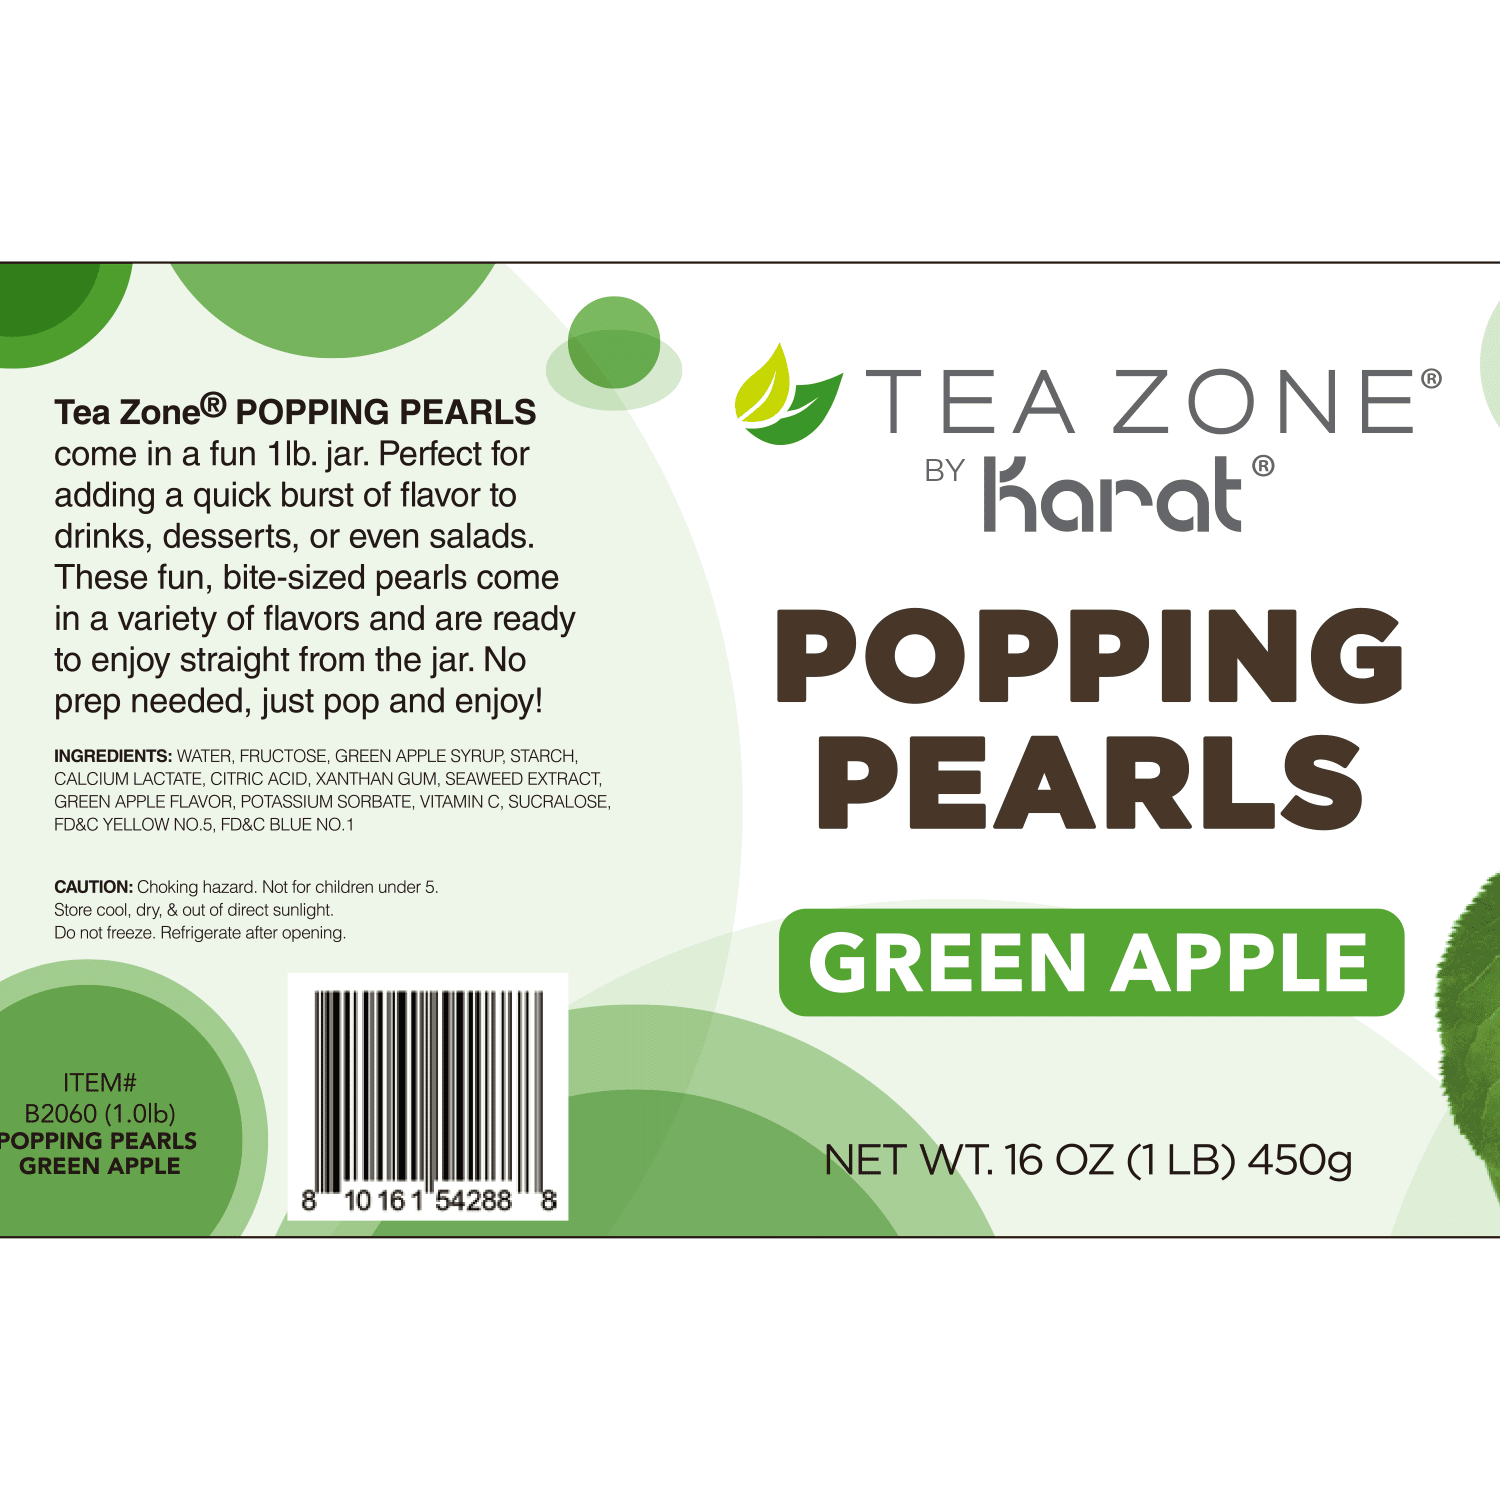 Tea Zone® POPPING PEARLS
come in a fun 1lb. jar. Perfect for
adding a quick burst of flavor to
drinks, desserts, or even salads.
These fun, bite-sized pearls come
in a variety of flavors and are ready
to enjoy straight from the jar. No
prep needed, just pop and enjoy!
INGREDIENTS: WATER, FRUCTOSE, GREEN APPLE SYRUP, STARCH,
CALCIUM LACTATE, CITRIC ACID, XANTHAN GUM, SEAWEED EXTRACT,
GREEN APPLE FLAVOR, POTASSIUM SORBATE, VITAMIN C, SUCRALOSE,
FD&C YELLOW NO.5, FD&C BLUE NO.1
CAUTION: Choking hazard. Not for children under 5.
Store cool, dry, & out of direct sunlight.
Do not freeze. Refrigerate after opening.
ITEM#
B2060 (1.0lb)
POPPING PEARLS
GREEN APPLE
8 10161 54288 8
TEA ZONE®
BY Karat®
POPPING
PEARLS
GREEN APPLE
NET WT. 16 OZ (1 LB) 450g